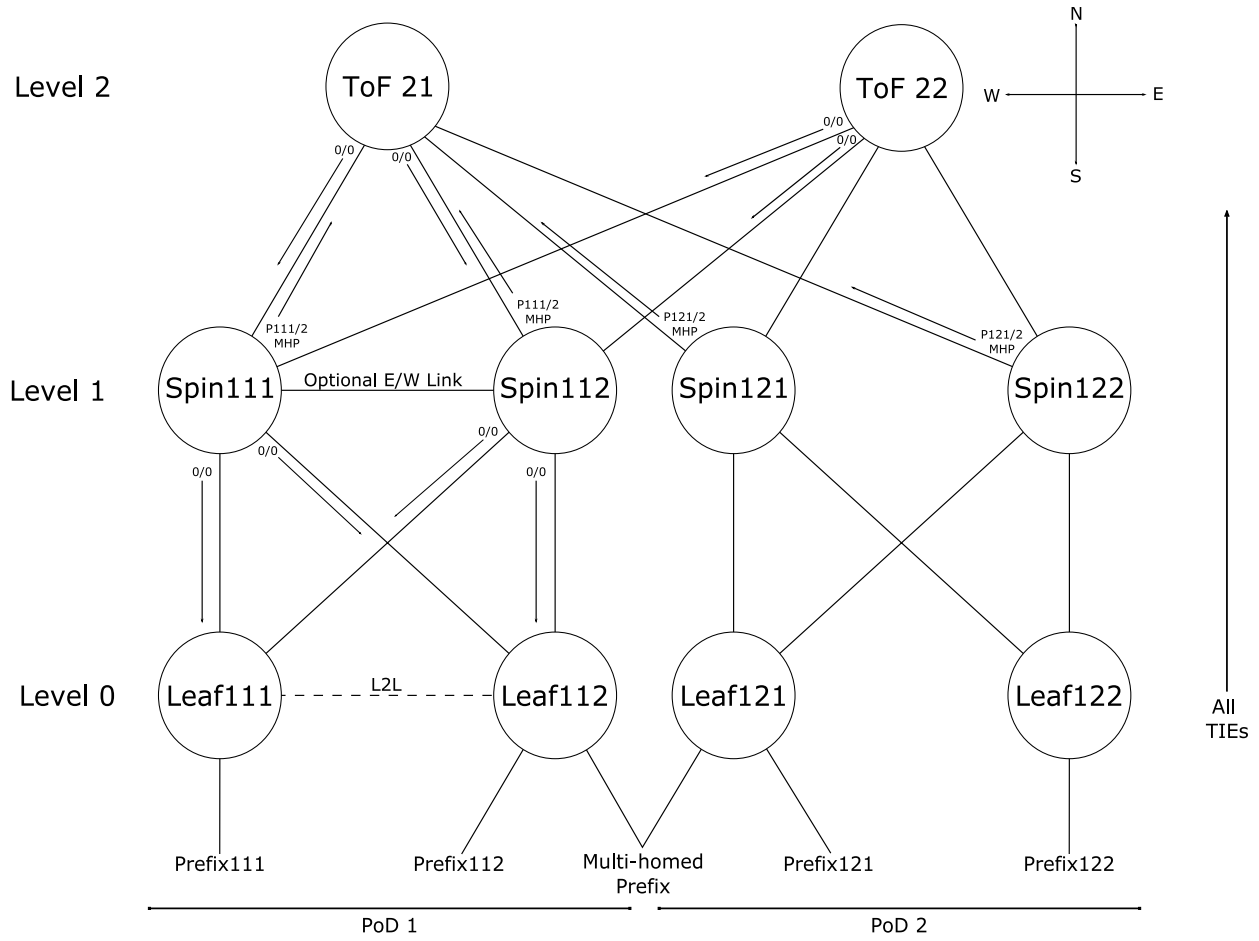 N
Level 2
ToF 21
ToF 22
W
E
0/0
0/0
0/0
0/0
S
P111/2
MHP
P121/2
MHP
P111/2
MHP
P121/2
MHP
Level 1
Spin111
Optional E/W Link
Spin112
Spin121
Spin122
0/0
0/0
0/0
0/0
Level 0
Leaf111
L2L
Leaf112
Leaf121
Leaf122
All
TIEs
Prefix111
Prefix112
Multi-homed
Prefix
Prefix121
Prefix122
PoD 1
PoD 2